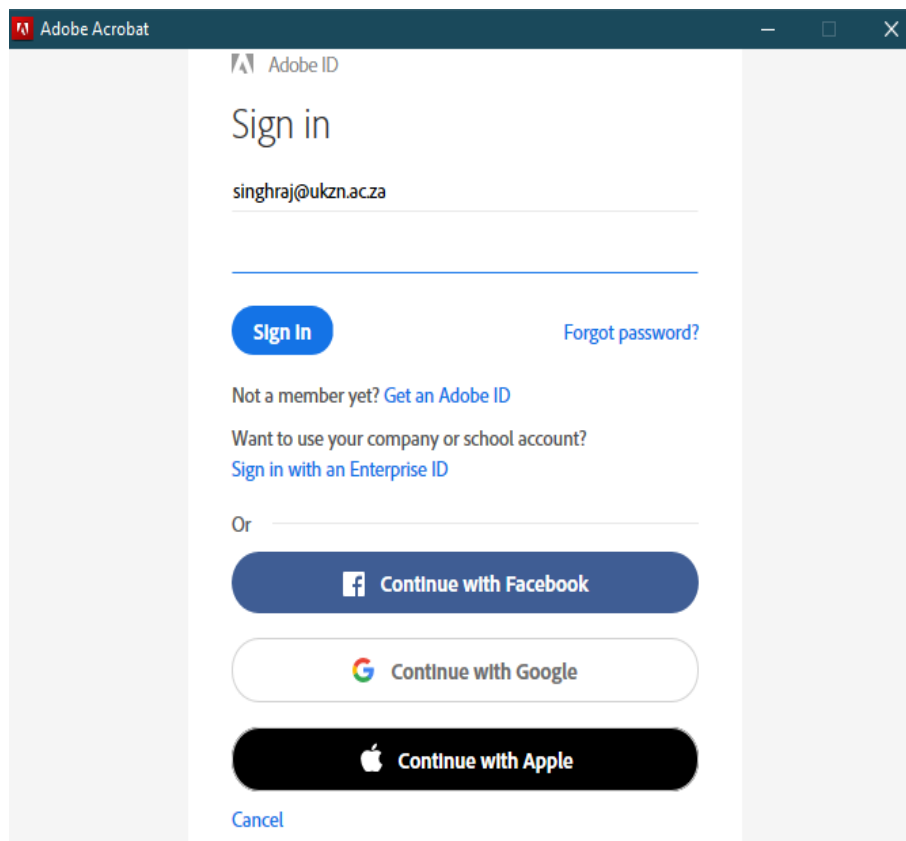 Adobe Acrobat
Adobe ID
Sign in
singhraj@ukzn.ac.za
Sign in
Forgot password?
Not a member yet? Get an Adobe ID
Want to use your company or school account?
Sign in with an Enterprise ID
Or
Continue with Facebook
Continue with Google
Continue with Apple
Cancel